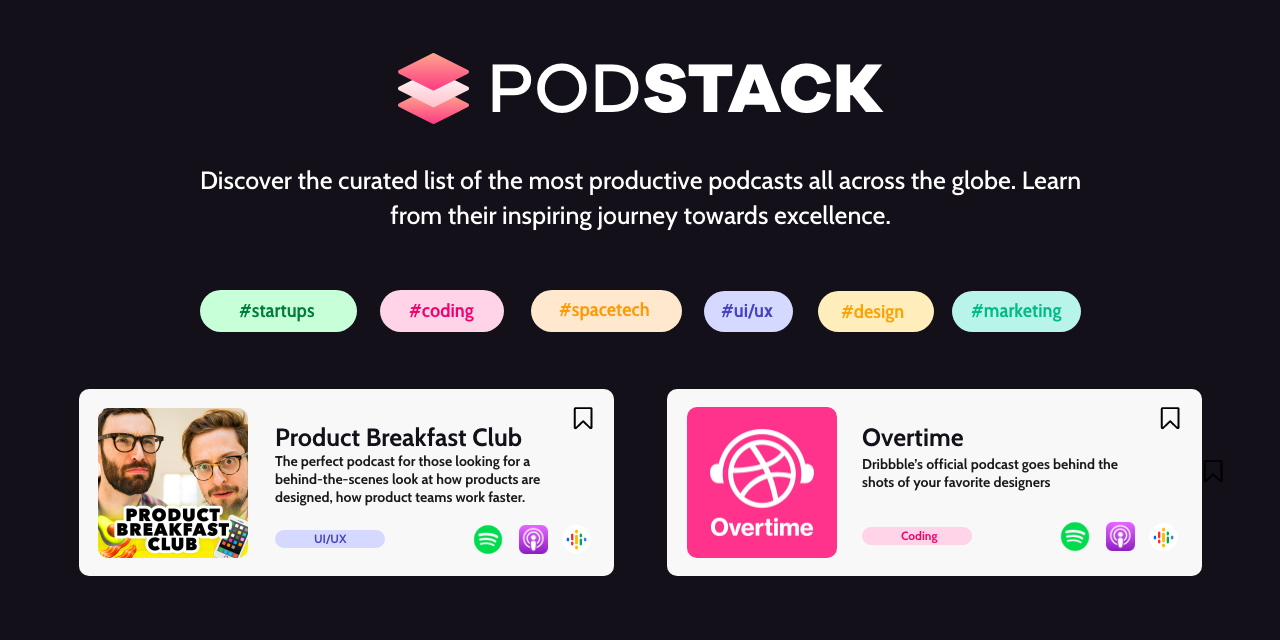 PODSTACK
Discover the curated list of the most productive podcasts all across the globe. Learn
from their inspiring journey towards excellence.
#startups
#coding
#spacetech
#ui/ux
#design
#marketing
Product Breakfast Club
The perfect podcast for those looking for a
behind-the-scenes look at how products are
designed, how product teams work faster.
UI/UX
PRODUCT
BREAKFAST
CLUB
Overtime
Dribbble's official podcast goes behind the
shots of your favorite designers
Coding
Overtime